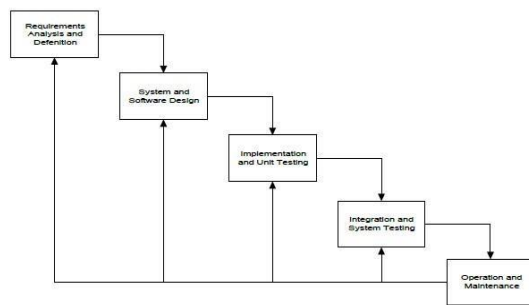 Requirements
Analysis and
Defenition
System and
Software Design
Implementation
and Unit Testing
Integration and
System Testing
Operation and
Maintenance